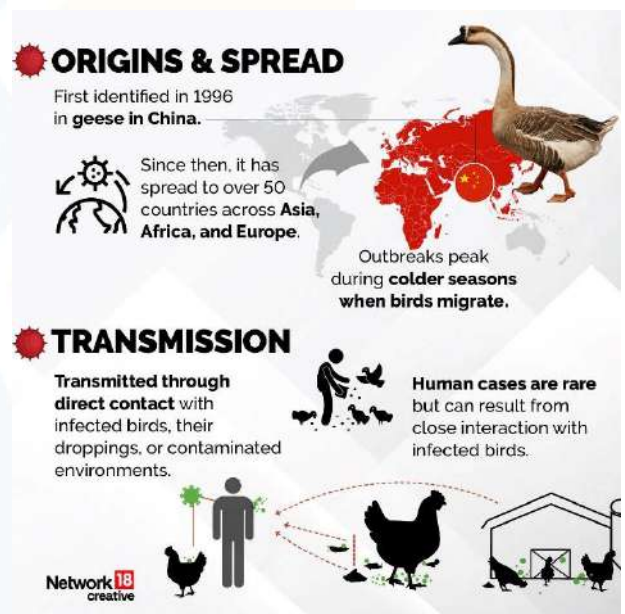 ORIGINS & SPREAD
First identified in 1996
in geese in China.
Since then, it has
spread to over 50
countries across Asia,
Africa, and Europe.
Outbreaks peak
during colder seasons
when birds migrate.
TRANSMISSION
Transmitted through
direct contact with
infected birds, their
droppings, or contaminated
environments.
Human cases are rare
but can result from
close interaction with
infected birds.
Network 18
creative